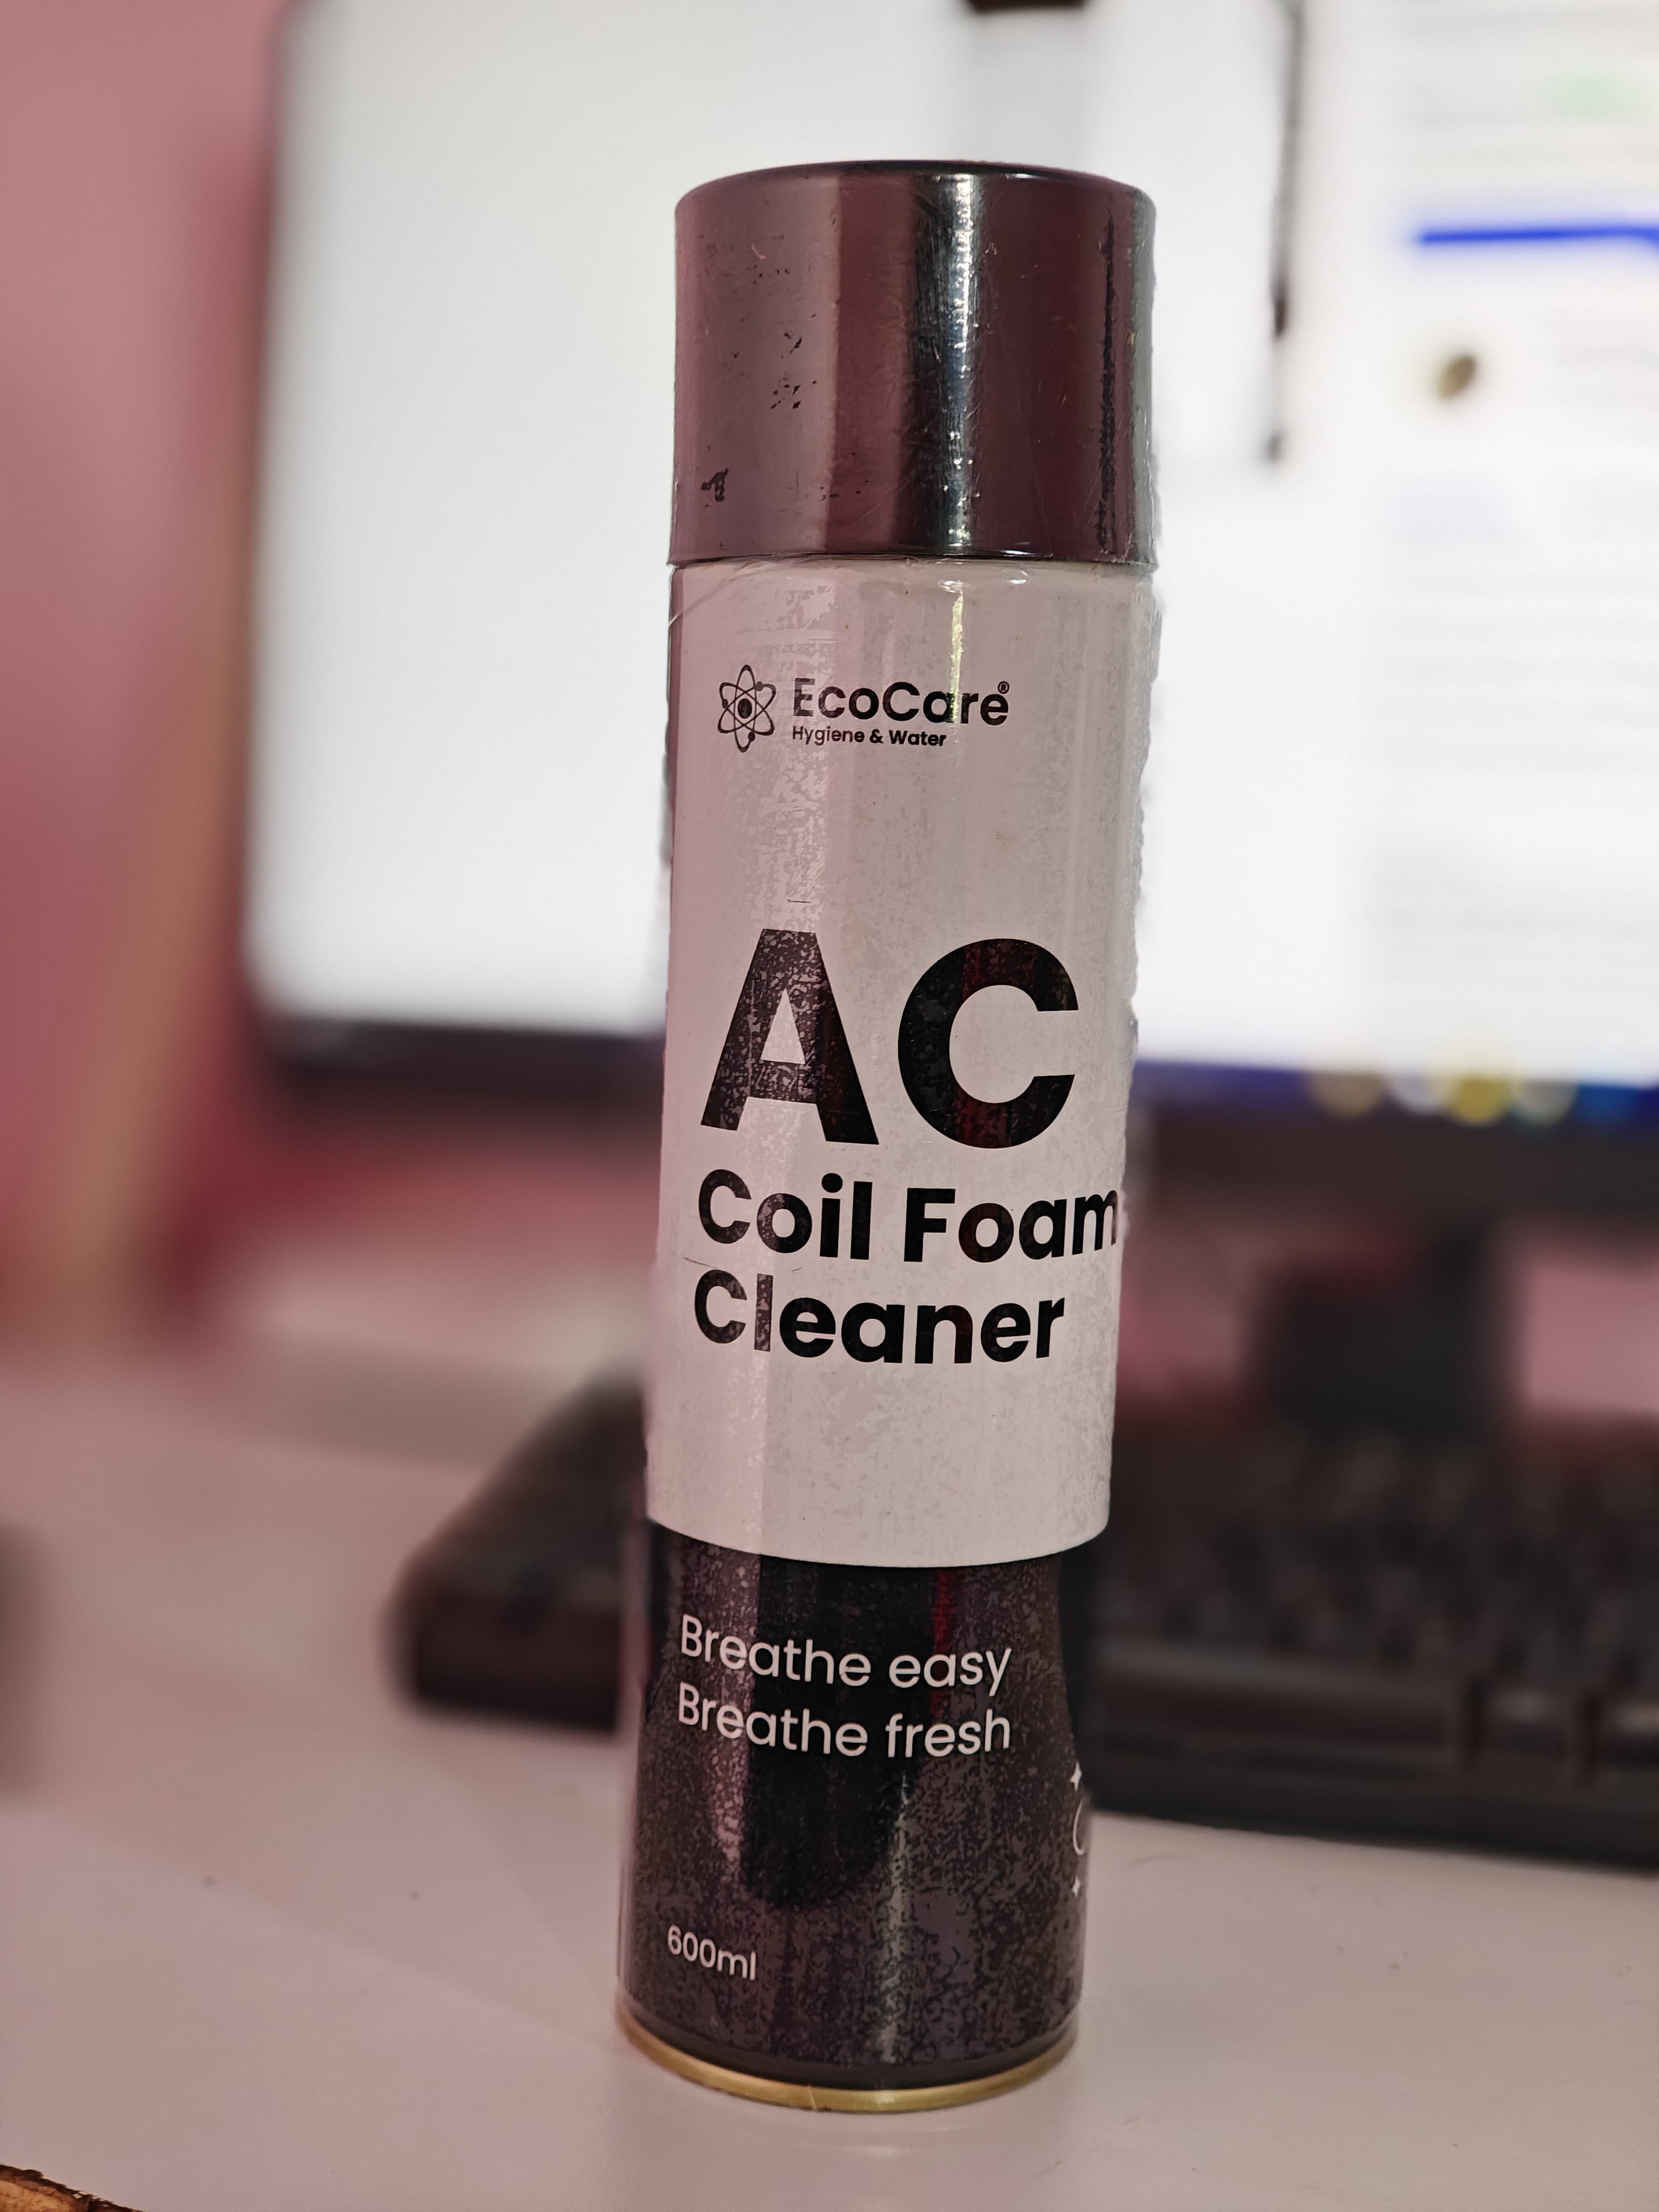 EcoCare®
Hygiene & Water
AC
Coil Foam
Cleaner
Breathe easy
Breathe fresh
600ml